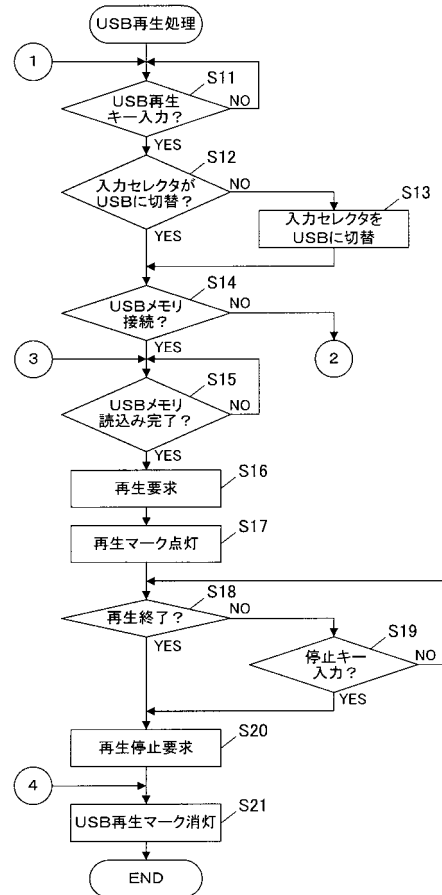 USB再生処理
1
S11
USB再生
キー入力?
NO
YES
S12
入力セレクタが
USBに切替?
NO
YES
S13
入力セレクタを
USBに切替
S14
USBメモリ
接続?
NO
YES
2
3
S15
USBメモリ
読込み完了?
NO
YES
S16
再生要求
S17
再生マーク点灯
S18
再生終了?
NO
YES
S19
停止キー
入力?
NO
YES
S20
再生停止要求
4
S21
USB再生マーク消灯
END